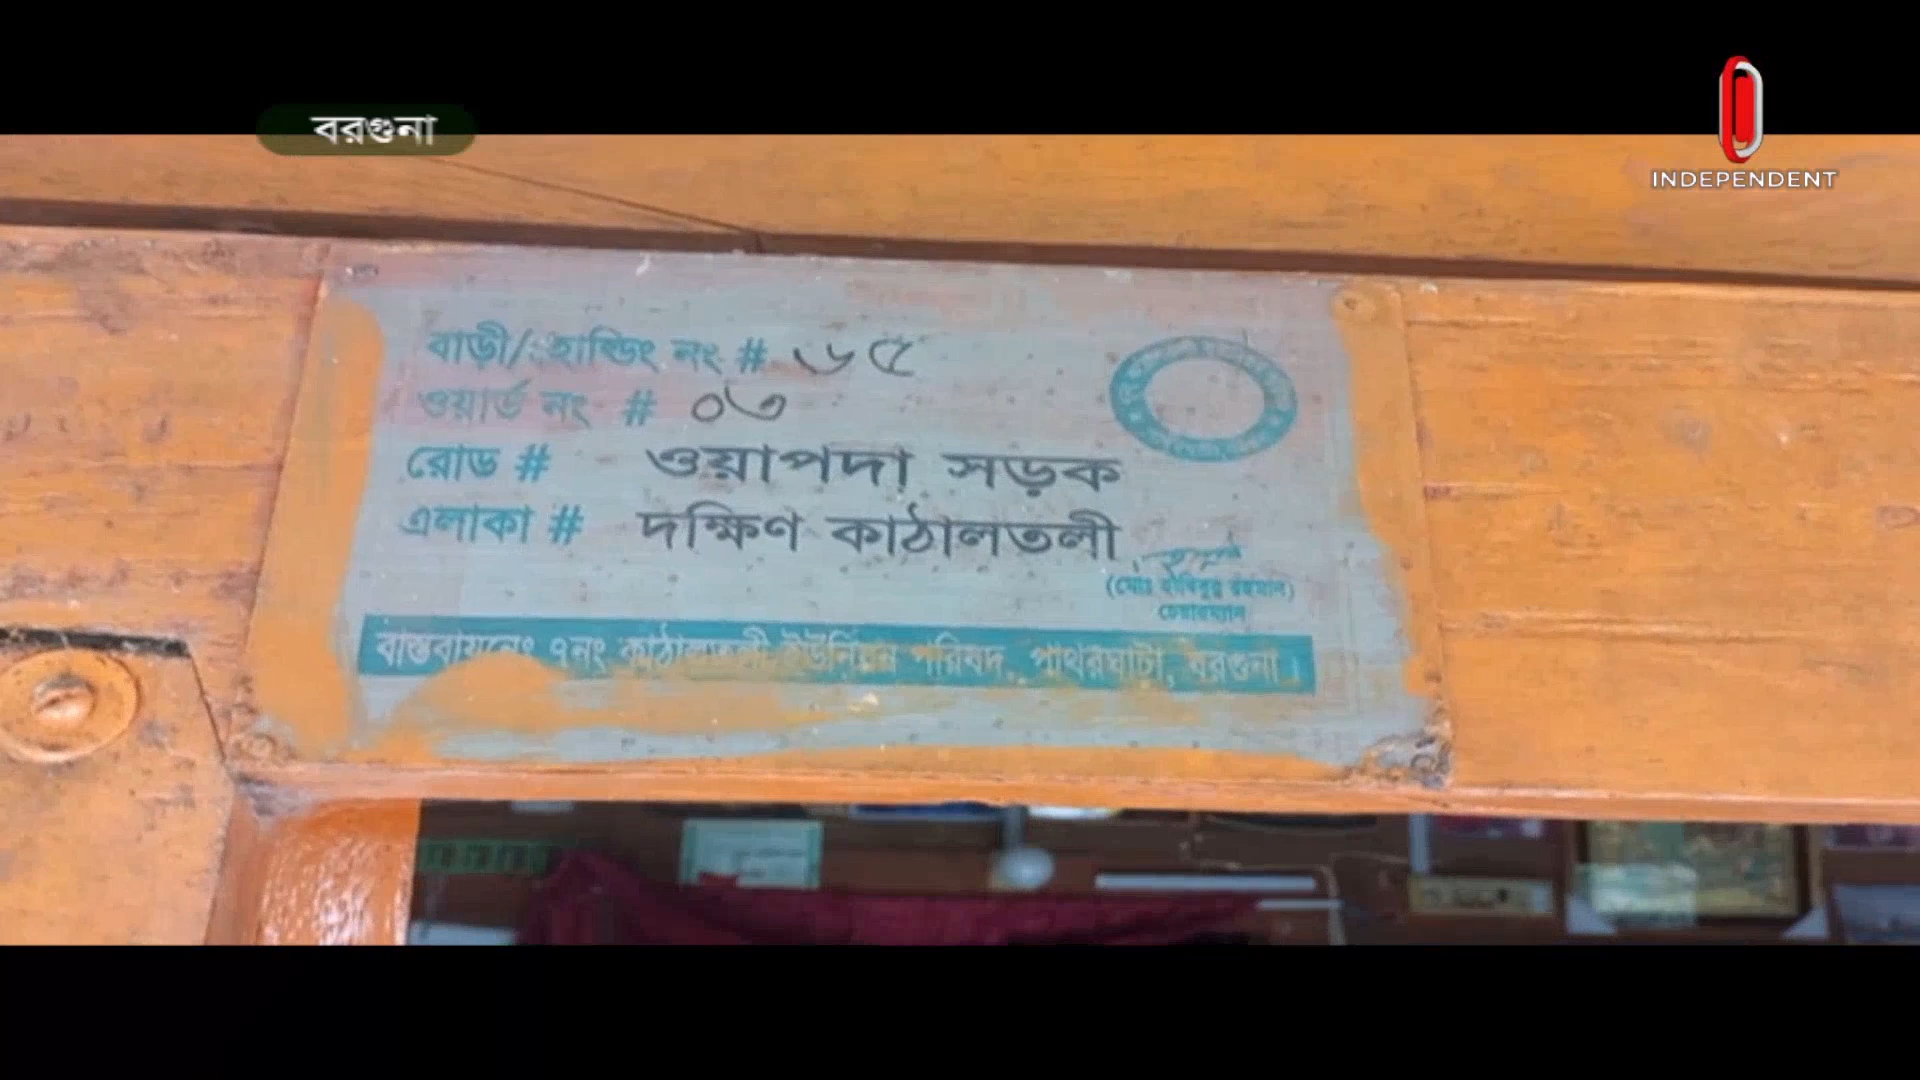 বরগুনা
INDEPENDENT
বাড়ী/হোল্ডিং নং # ৬৫
ওয়ার্ড নং # ০৩
রোড # ওয়াপদা সড়ক
এলাকা # দক্ষিণ কাঠালতলী
(মোঃ হাবিবুর রহমান)
চেয়ারম্যান
বাস্তবায়নেঃ ৭নং কাঠালতলী ইউনিয়ন পরিষদ, পাথরঘাটা, বরগুনা।